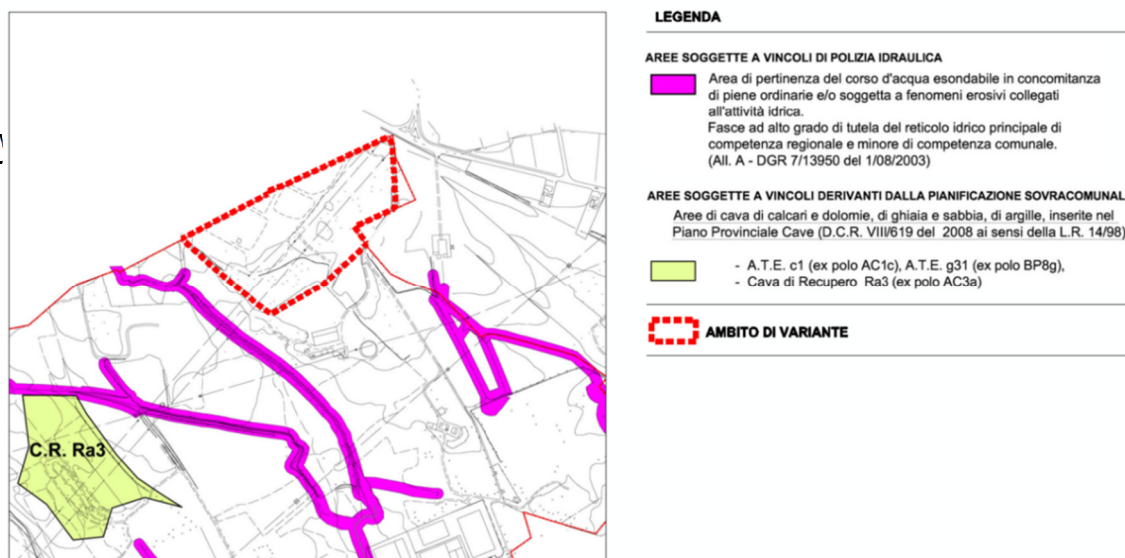 C.R. Ra3
LEGENDA
AREE SOGGETTE A VINCOLI DI POLIZIA IDRAULICA
Area di pertinenza del corso d'acqua esondabile in concomitanza
di piene ordinarie e/o soggetta a fenomeni erosivi collegati
all'attività idrica.
Fasce ad alto grado di tutela del reticolo idrico principale di
competenza regionale e minore di competenza comunale.
(All. A - DGR 7/13950 del 1/08/2003)
AREE SOGGETTE A VINCOLI DERIVANTI DALLA PIANIFICAZIONE SOVRACOMUNAL
Aree di cava di calcari e dolomie, di ghiaia e sabbia, di argille, inserite nel
Piano Provinciale Cave (D.C.R. VIII/619 del 2008 ai sensi della L.R. 14/98)
- A.T.E. c1 (ex polo AC1c), A.T.E. g31 (ex polo BP8g),
- Cava di Recupero Ra3 (ex polo AC3a)
AMBITO DI VARIANTE